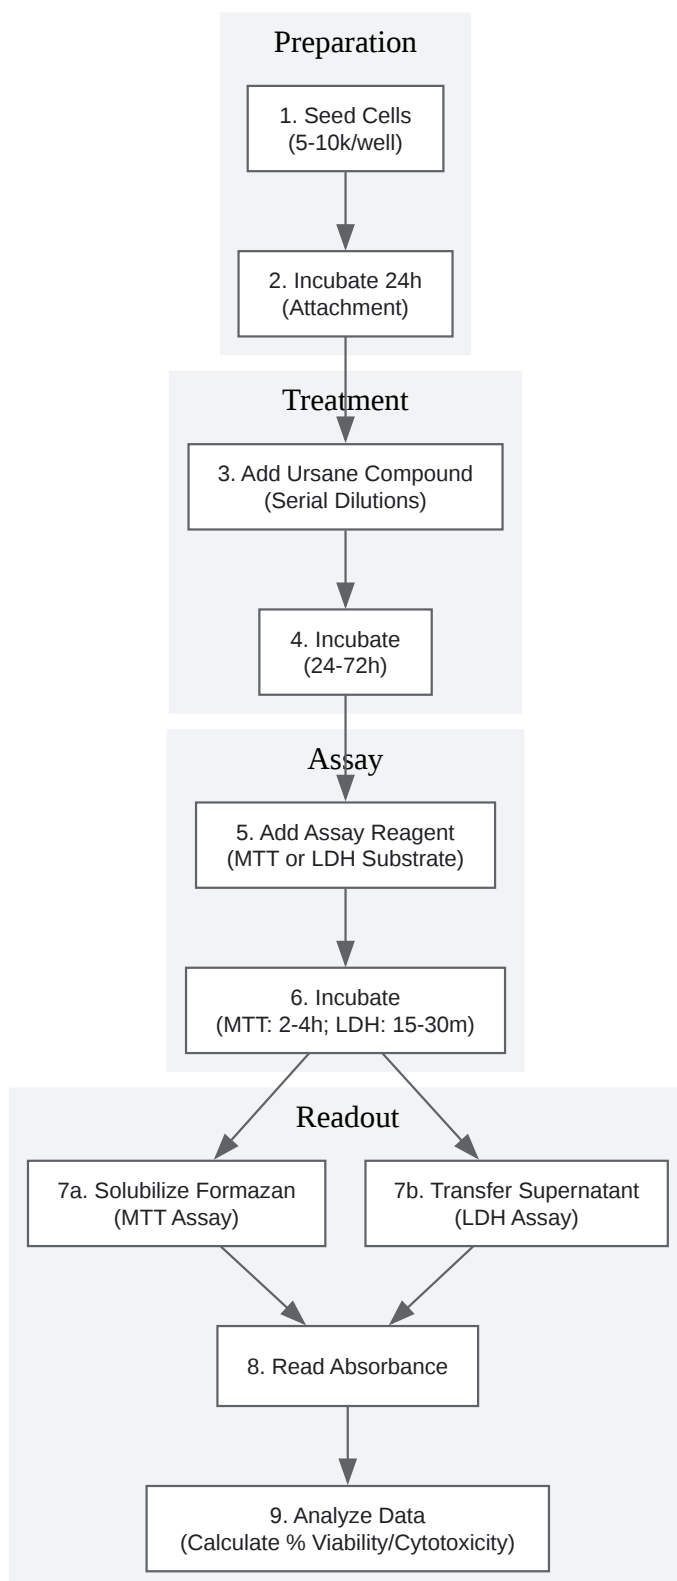 Preparation
1. Seed Cells
(5-10k/well)
2. Incubate 24h
(Attachment)
Treatment
3. Add Ursane Compound
(Serial Dilutions)
4. Incubate
(24-72h)
Assay
5. Add Assay Reagent
(MTT or LDH Substrate)
6. Incubate
(MTT: 2-4h; LDH: 15-30m)
Readout
7a. Solubilize Formazan
(MTT Assay)
7b. Transfer Supernatant
(LDH Assay)
8. Read Absorbance
9. Analyze Data
(Calculate % Viability/Cytotoxicity)